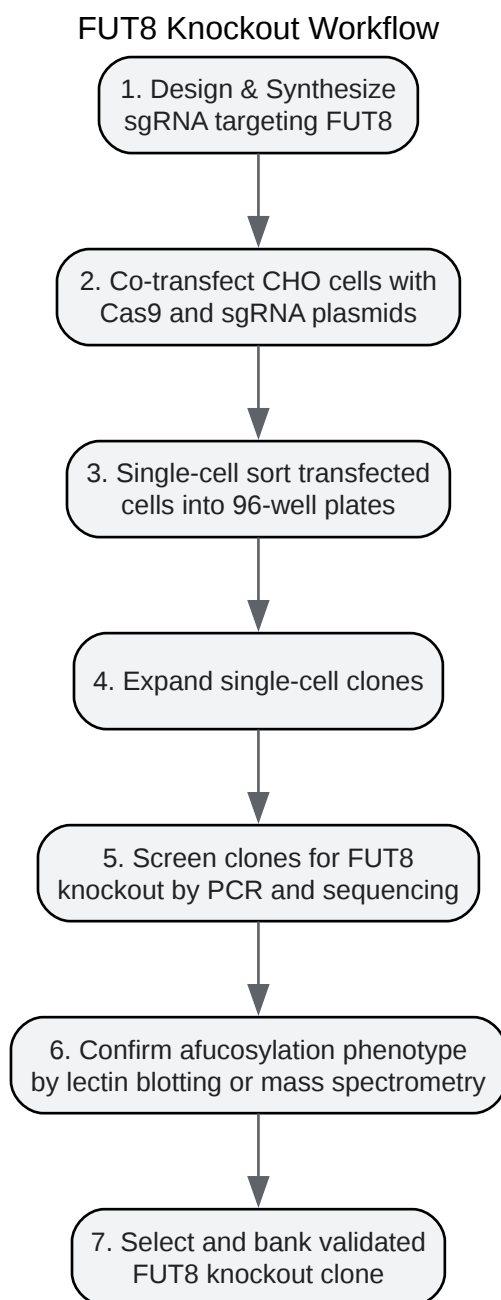 FUT8 Knockout Workflow
1. Design & Synthesize
sgRNA targeting FUT8
2. Co-transfect CHO cells with
Cas9 and sgRNA plasmids
3. Single-cell sort transfected
cells into 96-well plates
4. Expand single-cell clones
5. Screen clones for FUT8
knockout by PCR and sequencing
6. Confirm afucosylation phenotype
by lectin blotting or mass spectrometry
7. Select and bank validated
FUT8 knockout clone